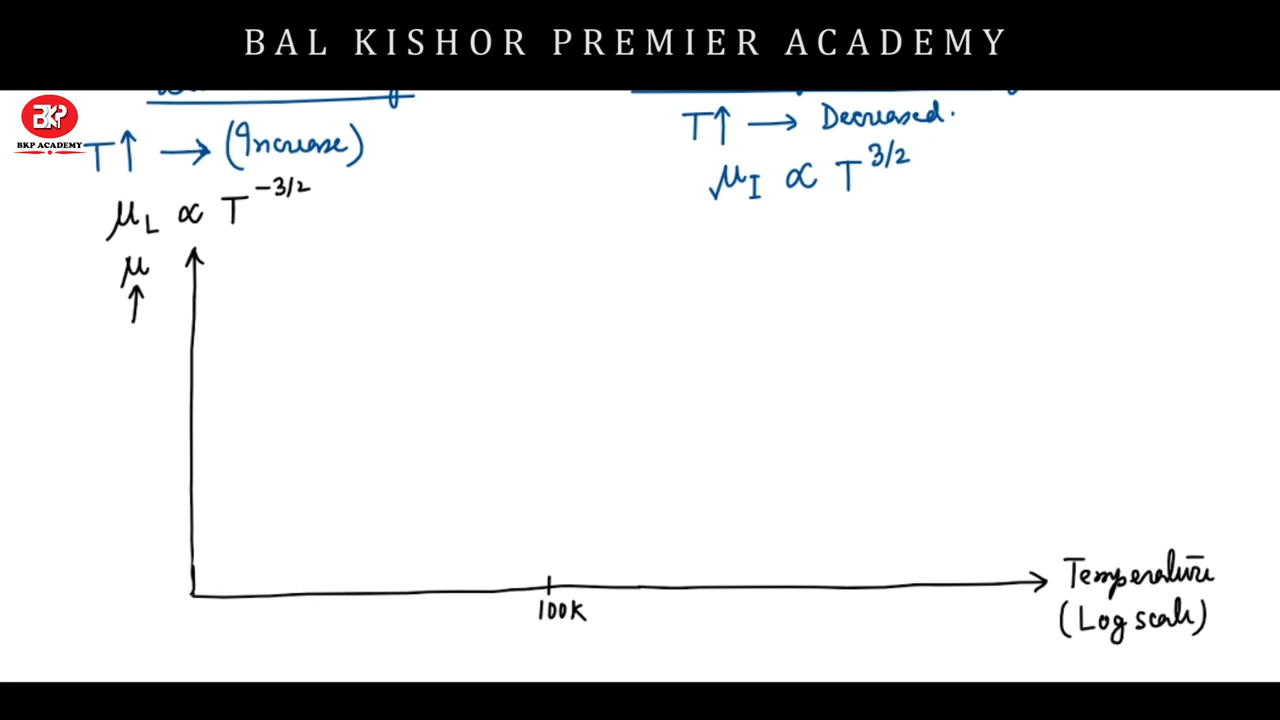 BAL KISHOR PREMIER ACADEMY
BKP
BKP ACADEMY
T↑ → (Increase)
μL ∝ T^-3/2
T↑ → Decreased.
μI ∝ T^3/2
μ
↑
100K
Temperature
(Log scale)